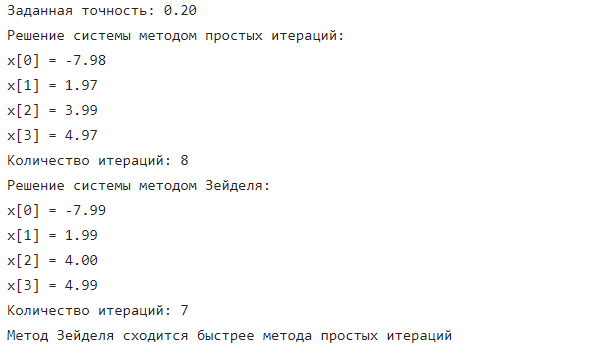 Заданная точность: 0.20
Решение системы методом простых итераций:
x[0] = -7.98
x[1] = 1.97
x[2] = 3.99
x[3] = 4.97
Количество итераций: 8
Решение системы методом Зейделя:
x[0] = -7.99
x[1] = 1.99
x[2] = 4.00
x[3] = 4.99
Количество итераций: 7
Метод Зейделя сходится быстрее метода простых итераций